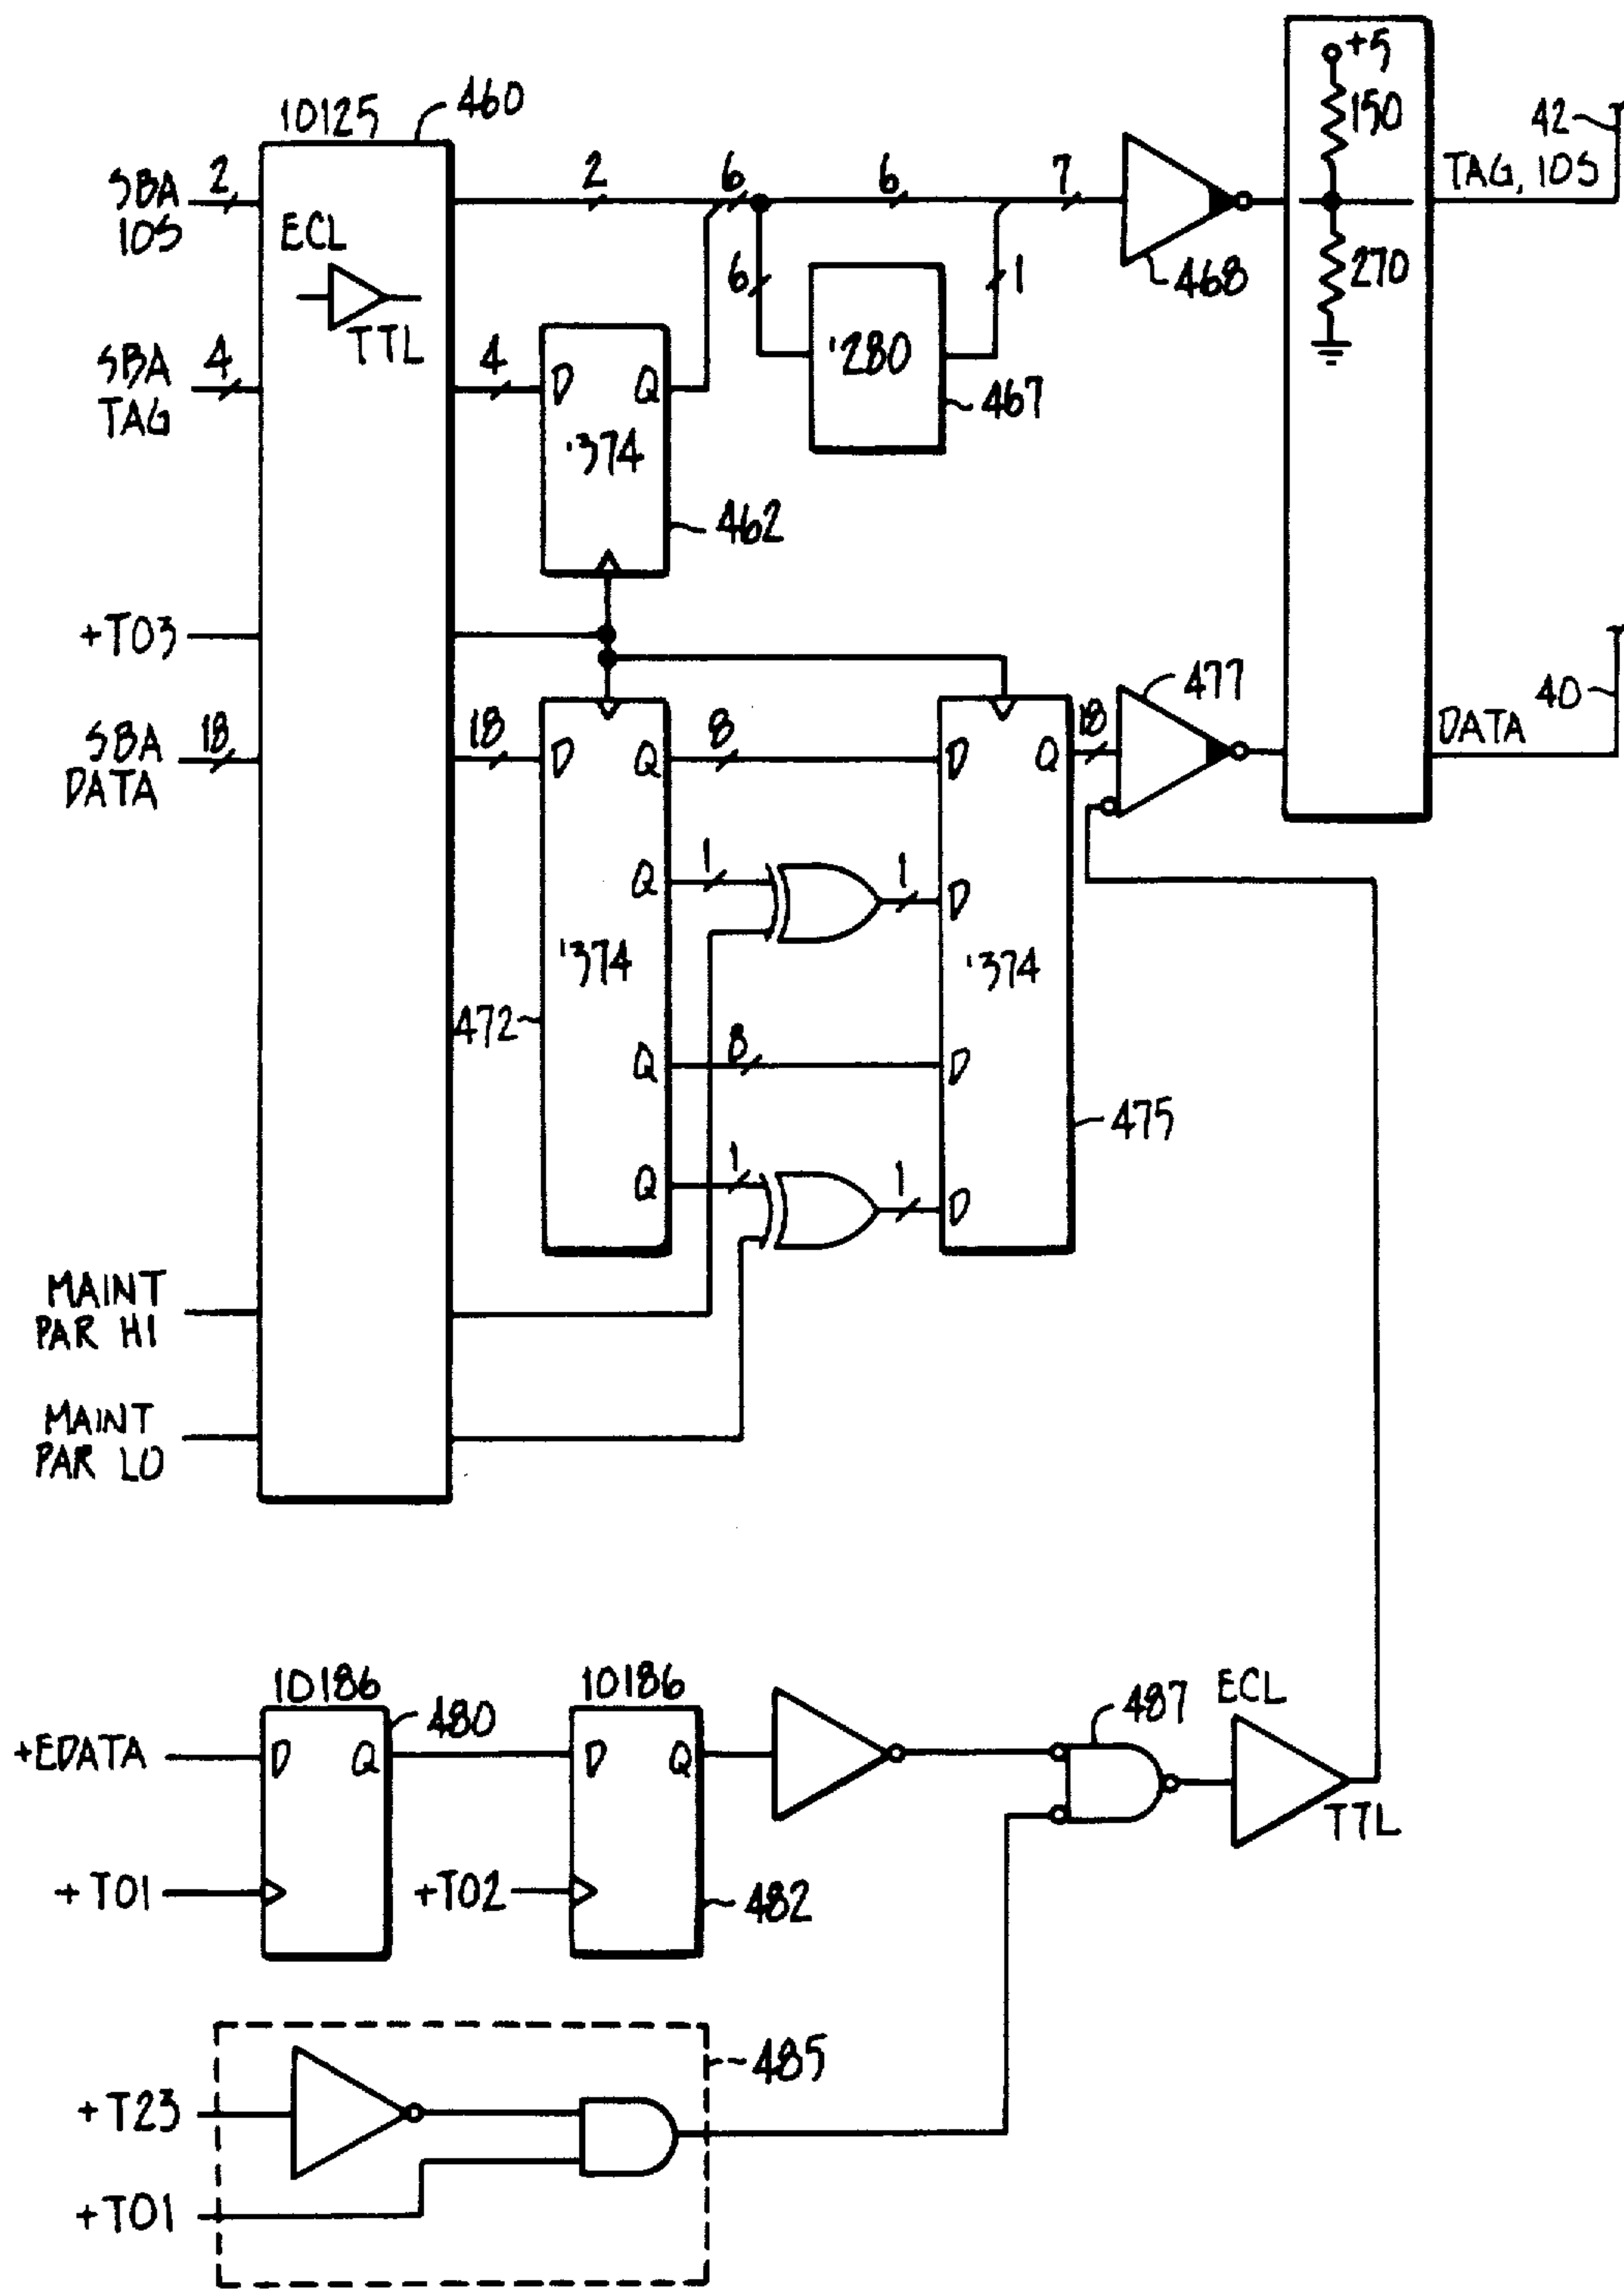 +5
10125
460
150
42
SBA
IOS
2
2
6
6
7
TAG, IOS
ECL
TTL
6
'280
1
468
270
SBA
TAG
4
4
D
Q
467
'374
462
+T03
477
40
SBA
DATA
18
18
D
Q
8
D
Q
18
DATA
Q
1
1
D
'374
'374
472
Q
8
D
475
Q
1
1
D
MAINT
PAR HI
MAINT
PAR LO
10186
480
10186
487
ECL
+EDATA
D
Q
D
Q
TTL
+T01
+T02
482
485
+T23
+T01